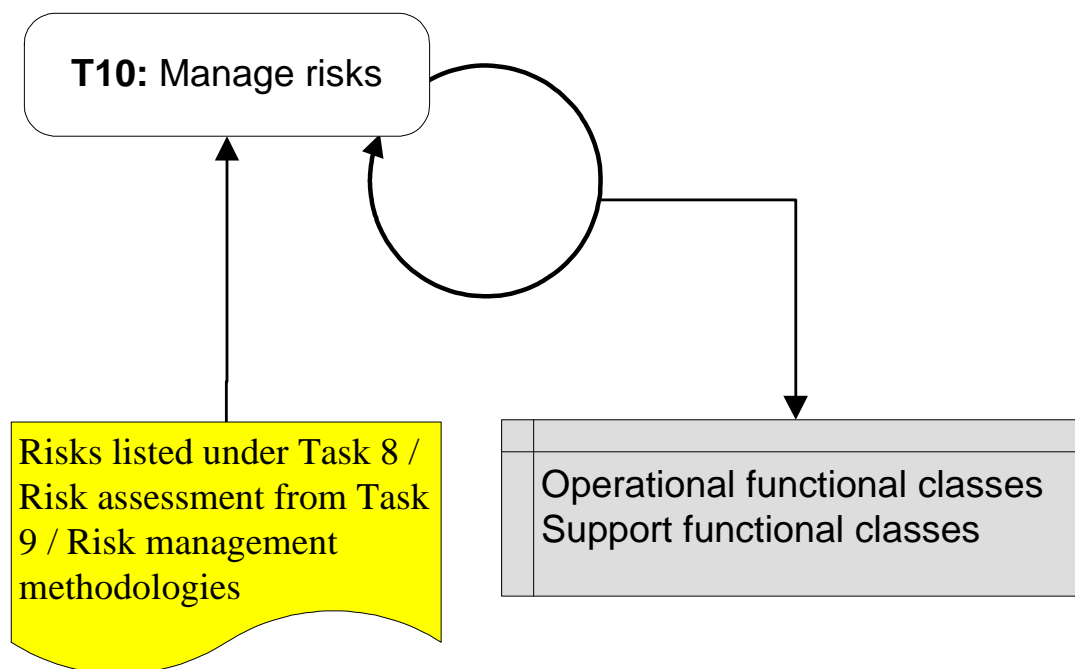 T10: Manage risks
Risks listed under Task 8 /
Risk assessment from Task
9 / Risk management
methodologies
Operational functional classes
Support functional classes